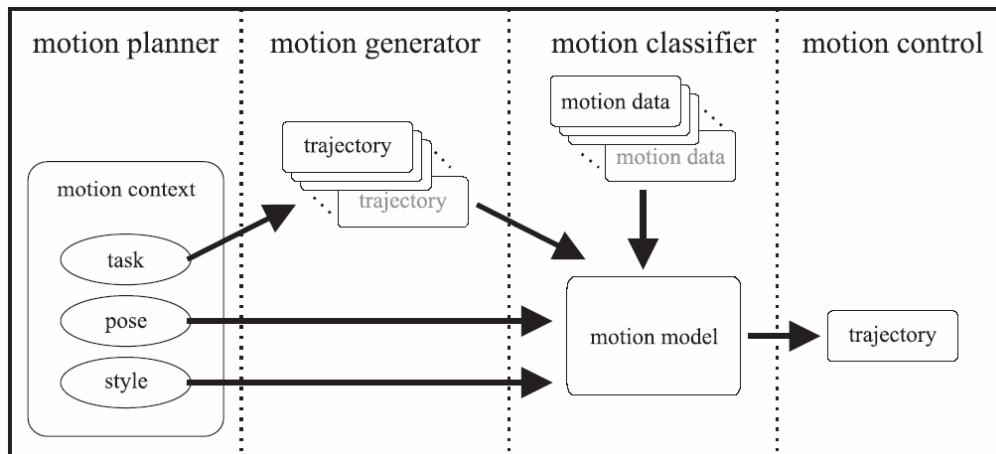 motion planner
motion generator
motion classifier
motion control
motion context
task
pose
style
trajectory
trajectory
motion data
motion data
motion model
trajectory